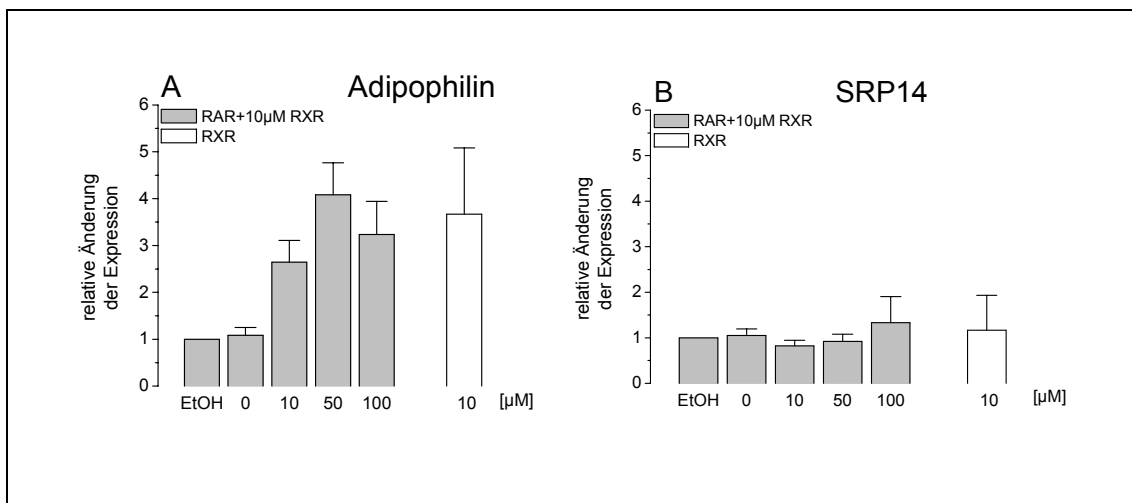 A
Adipophilin
RAR+10µM RXR
RXR
relative Änderung
der Expression
6
5
4
3
2
1
0
EtOH 0 10 50 100 10 [µM]
B
SRP14
RAR+10µM RXR
RXR
relative Änderung
der Expression
6
5
4
3
2
1
0
EtOH 0 10 50 100 10 [µM]